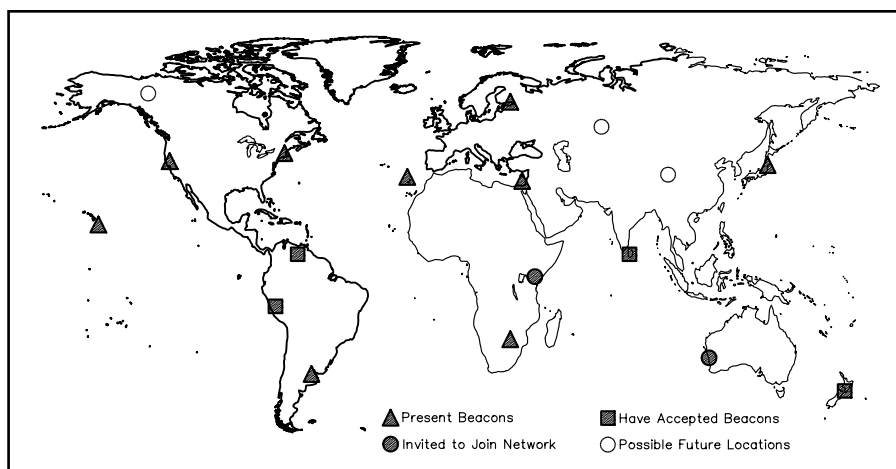 Present Beacons
Have Accepted Beacons
Invited to Join Network
Possible Future Locations